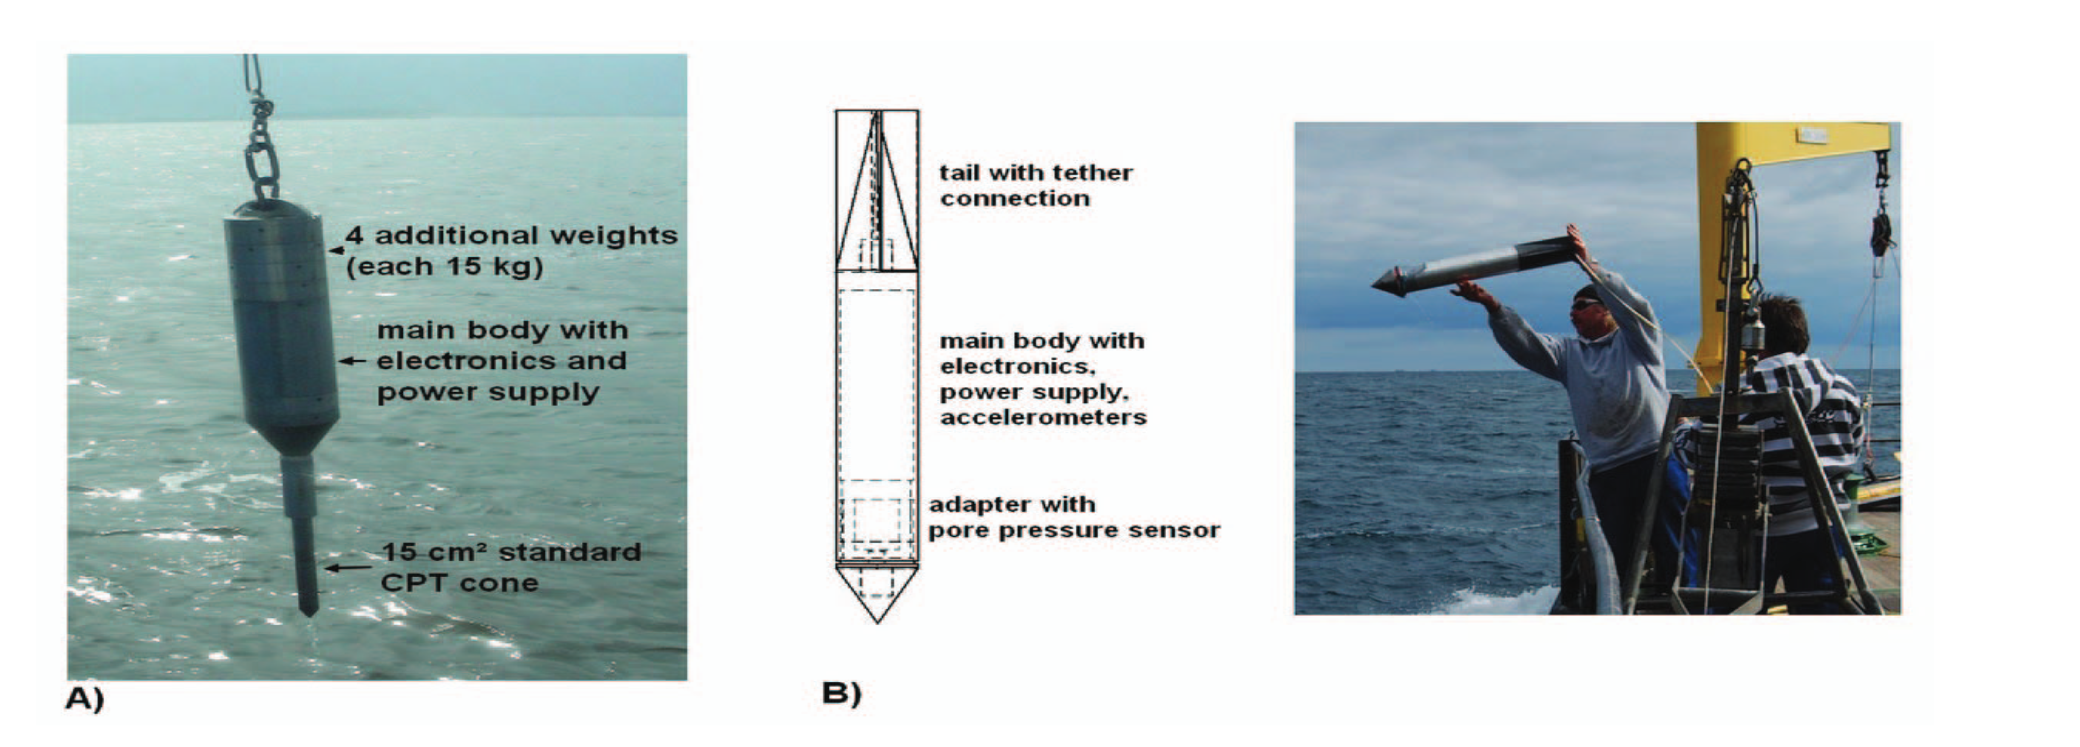 4 additional weights
(each 15 kg)
main body with
electronics and
power supply
15 cm² standard
CPT cone
A)
tail with tether
connection
main body with
electronics,
power supply,
accelerometers
adapter with
pore pressure sensor
B)